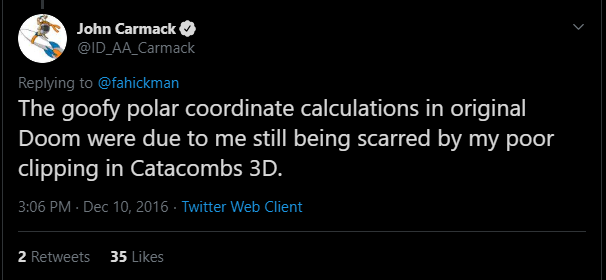 John Carmack
@ID_AA_Carmack
Replying to @fahickman
The goofy polar coordinate calculations in original
Doom were due to me still being scarred by my poor
clipping in Catacombs 3D.
3:06 PM · Dec 10, 2016 · Twitter Web Client
2 Retweets 35 Likes